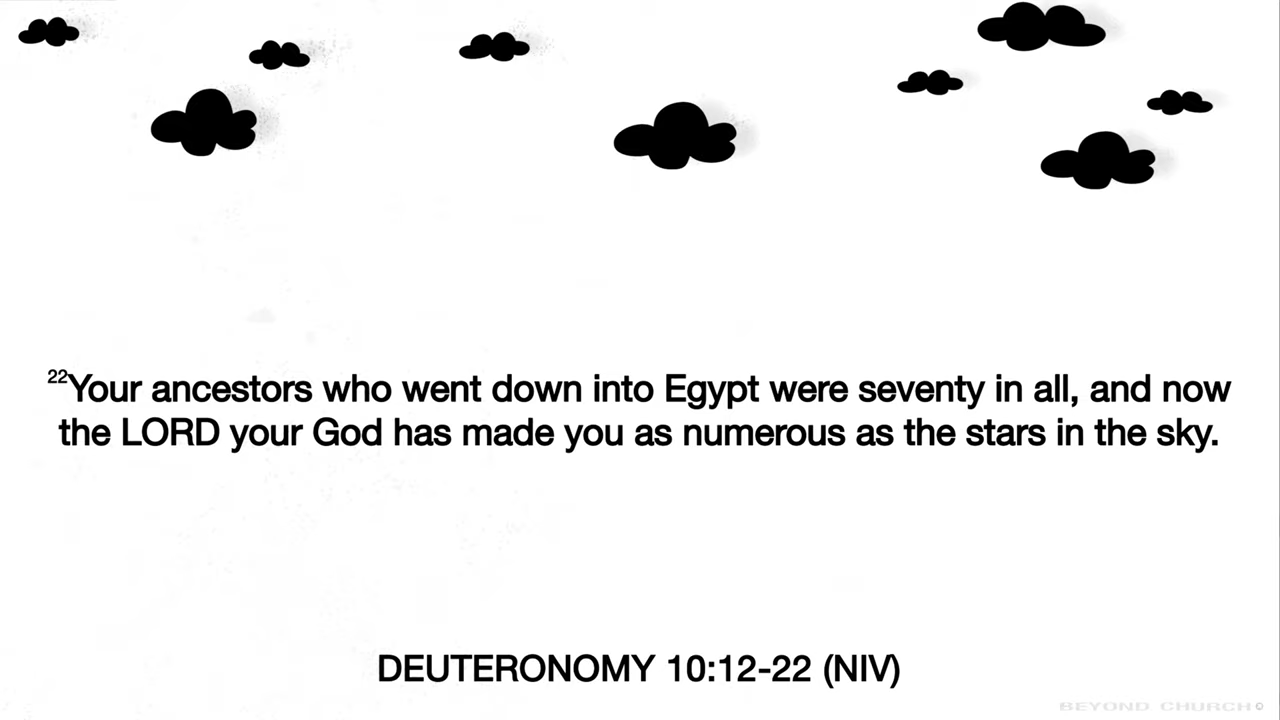 22Your ancestors who went down into Egypt were seventy in all, and now
the LORD your God has made you as numerous as the stars in the sky.
DEUTERONOMY 10:12-22 (NIV)
BEYOND CHURCH©